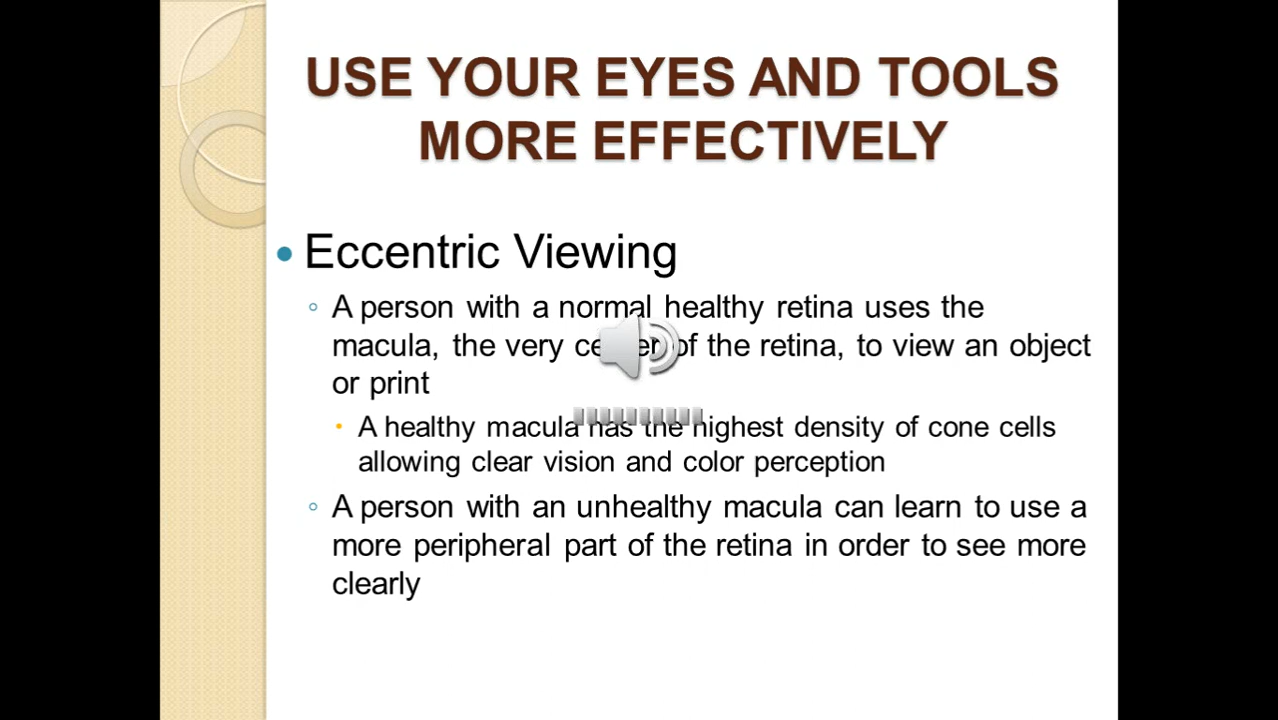 USE YOUR EYES AND TOOLS
MORE EFFECTIVELY
• Eccentric Viewing
◦ A person with a normal healthy retina uses the
macula, the very center of the retina, to view an object
or print
• A healthy macula has the highest density of cone cells
allowing clear vision and color perception
◦ A person with an unhealthy macula can learn to use a
more peripheral part of the retina in order to see more
clearly